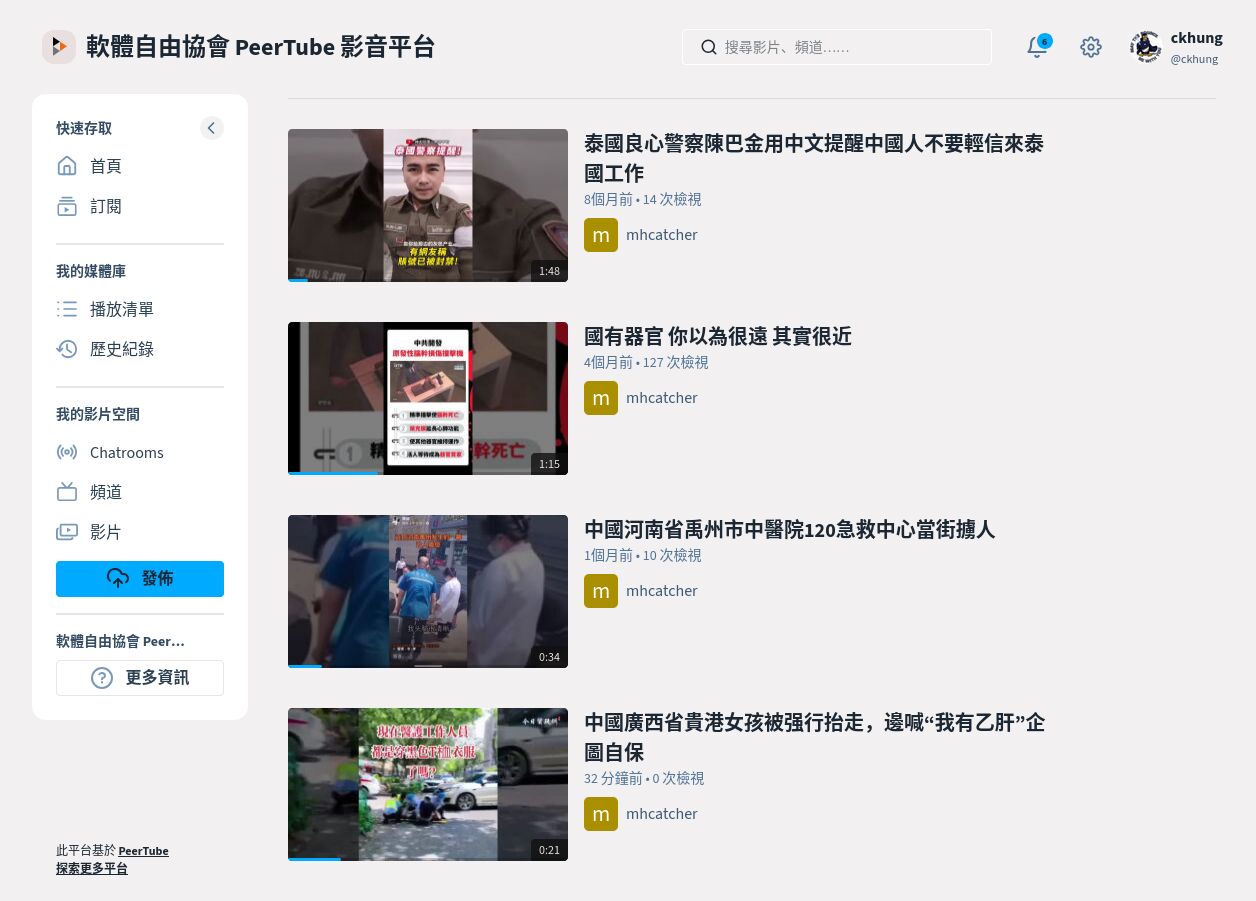 軟體自由協會 PeerTube 影音平台
搜尋影片、頻道……
6
ckhung
@ckhung
快速存取
首頁
訂閱
我的媒體庫
播放清單
歷史紀錄
我的影片空間
Chatrooms
頻道
影片
發佈
軟體自由協會 Peer…
更多資訊
此平台基於 PeerTube
探索更多平台
泰國警察提醒!
有網友稱
賬號已被封禁!
1:48
泰國良心警察陳巴金用中文提醒中國人不要輕信來泰
國工作
8個月前 • 14 次檢視
m
mhcatcher
中共開發
原發性腦幹損傷撞擊機
1:15
國有器官 你以為很遠 其實很近
4個月前 • 127 次檢視
m
mhcatcher
0:34
中國河南省禹州市中醫院120急救中心當街擄人
1個月前 • 10 次檢視
m
mhcatcher
現在醫護工作人員
都是穿黑色T恤衣服
了嗎?
0:21
中國廣西省貴港女孩被强行抬走，邊喊“我有乙肝”企
圖自保
32 分鐘前 • 0 次檢視
m
mhcatcher